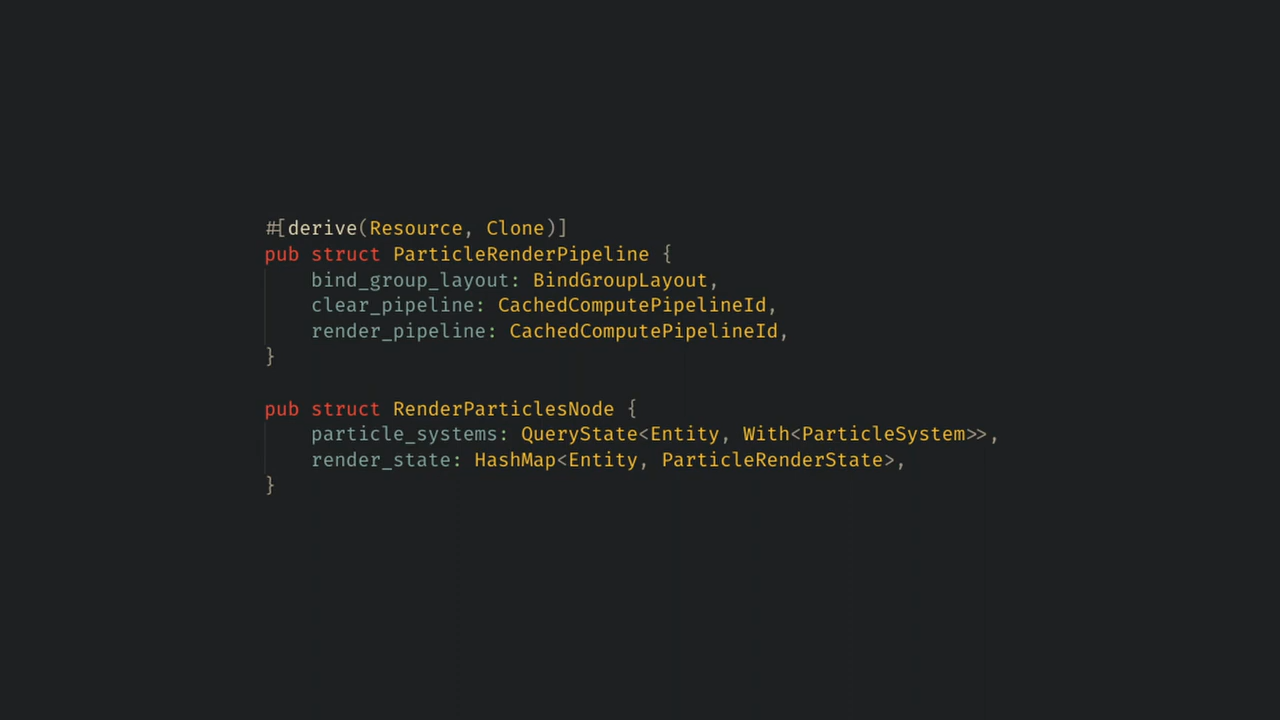 #[derive(Resource, Clone)]
pub struct ParticleRenderPipeline {
    bind_group_layout: BindGroupLayout,
    clear_pipeline: CachedComputePipelineId,
    render_pipeline: CachedComputePipelineId,
}

pub struct RenderParticlesNode {
    particle_systems: QueryState<Entity, With<ParticleSystem>>,
    render_state: HashMap<Entity, ParticleRenderState>,
}